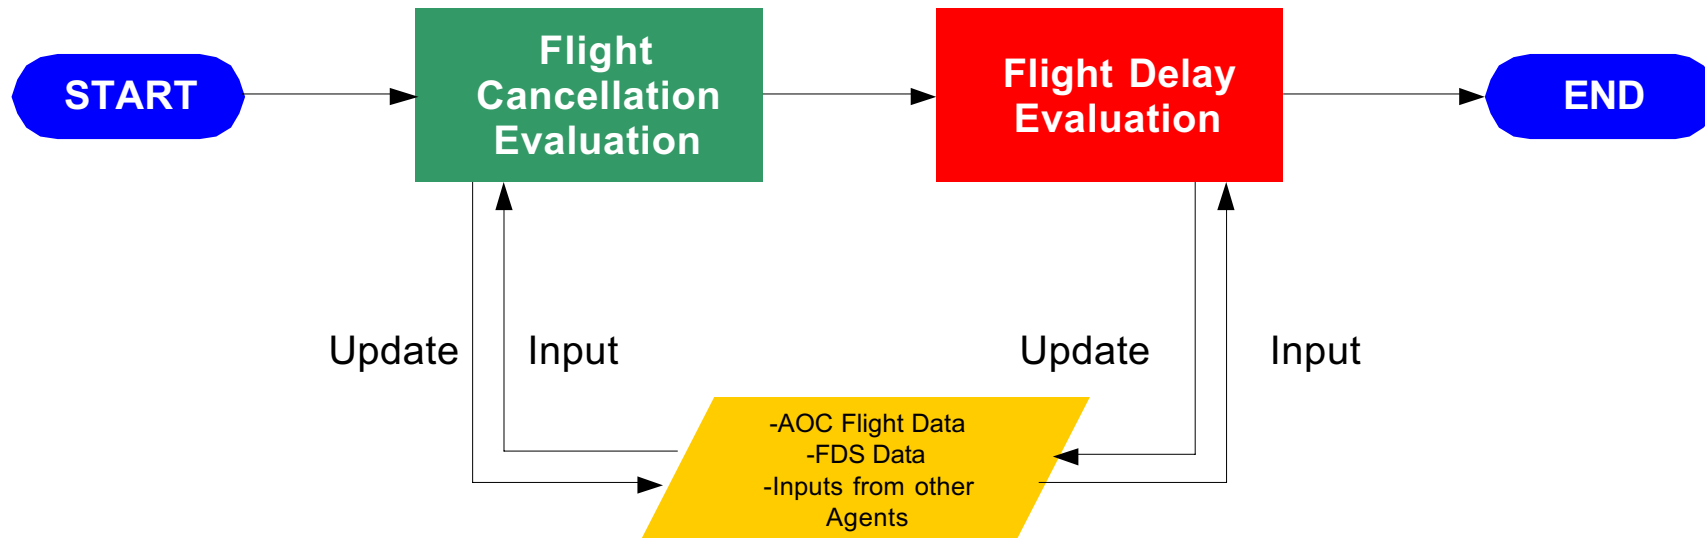 START
Flight
Cancellation
Evaluation
Flight Delay
Evaluation
END
Update
Input
Update
Input
-AOC Flight Data
-FDS Data
-Inputs from other
Agents